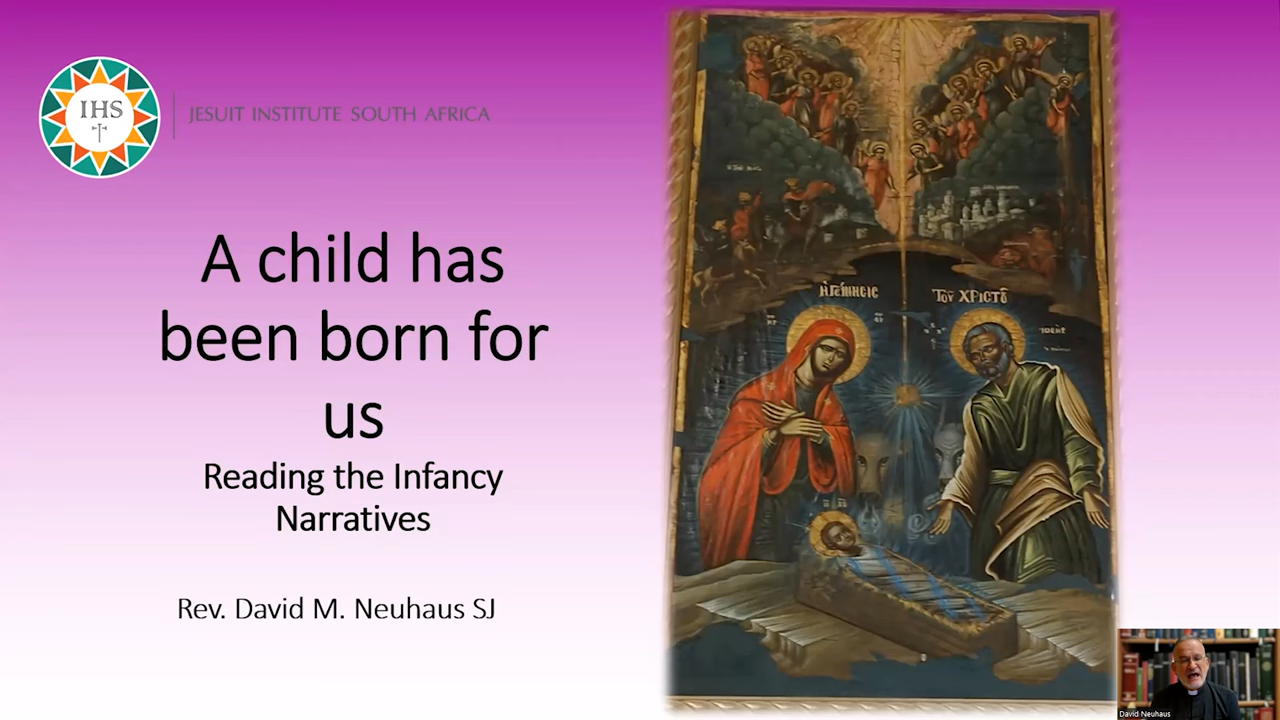 IHS
JESUIT INSTITUTE SOUTH AFRICA
A child has
been born for
us
Reading the Infancy
Narratives
Rev. David M. Neuhaus SJ
ΤΟῦ ΧΡΙΣΤΟῦ
David Neuhaus